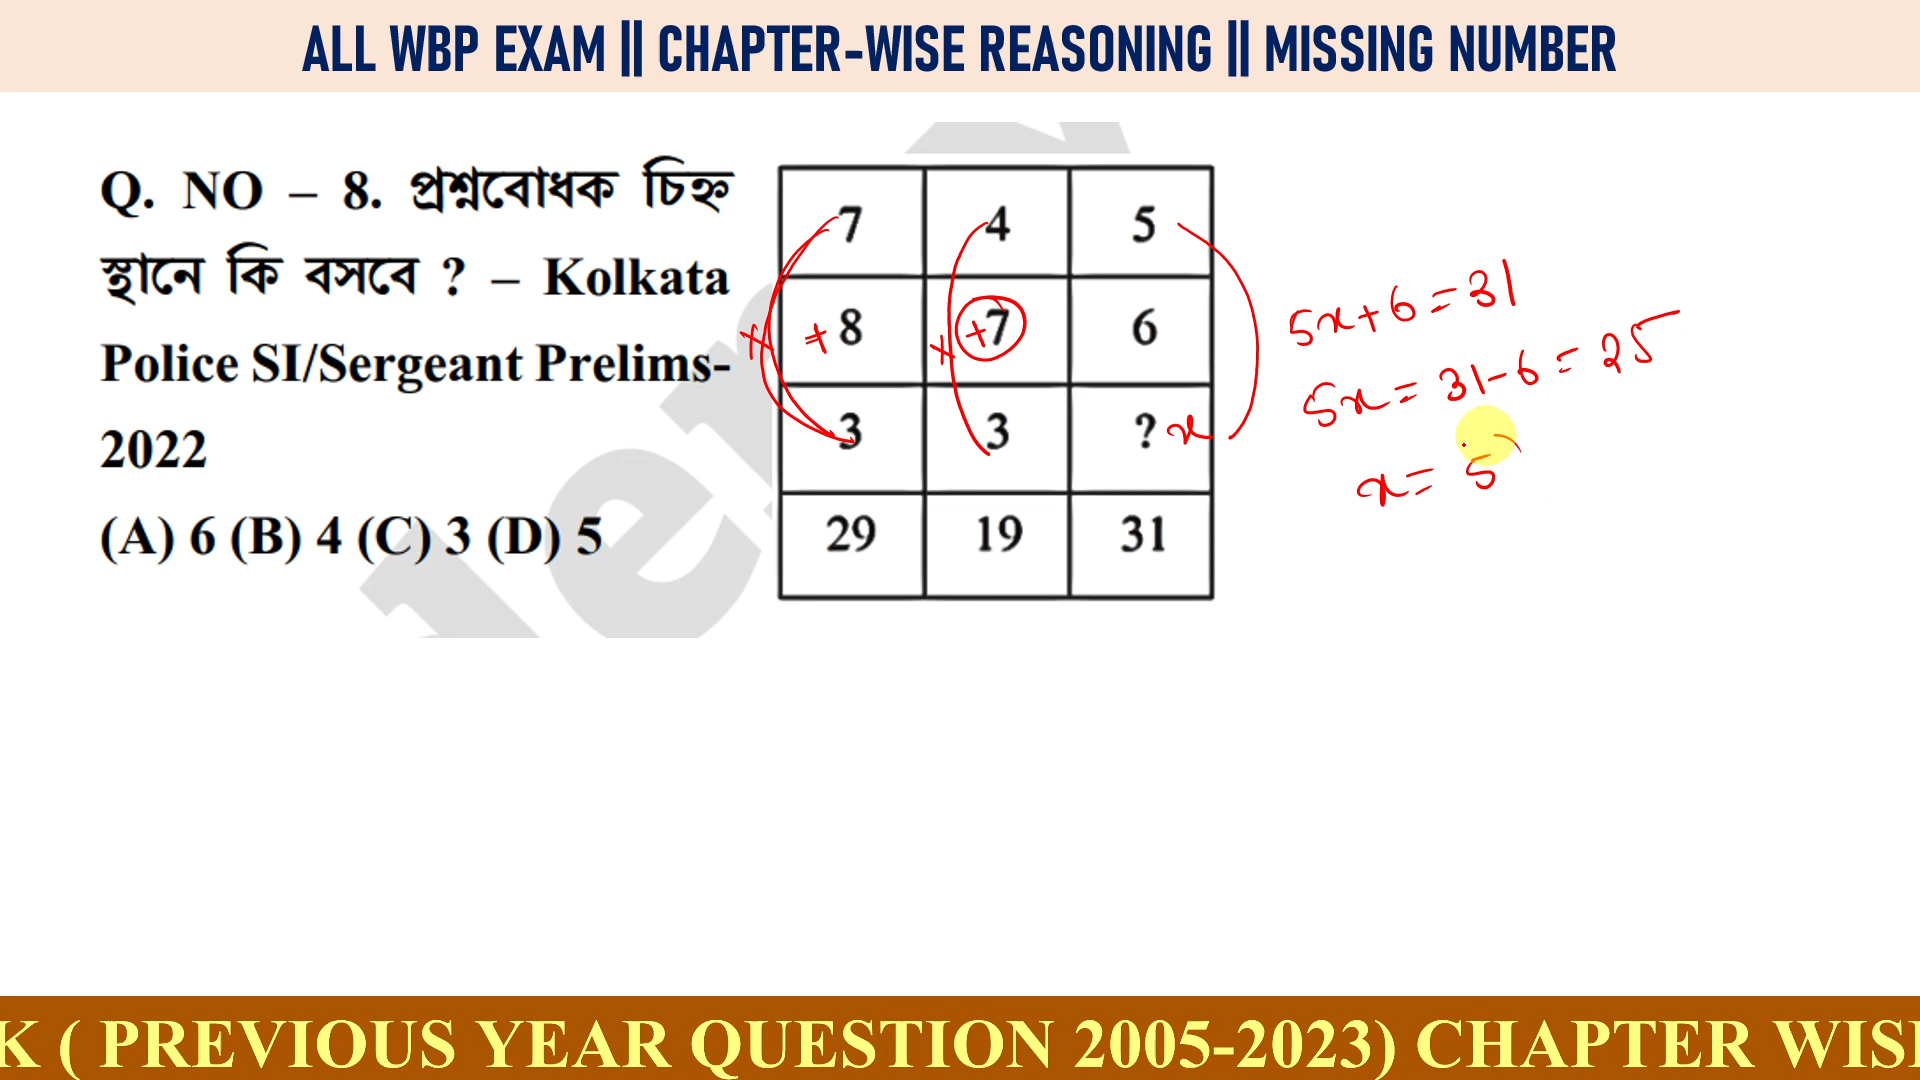 ALL WBP EXAM || CHAPTER-WISE REASONING || MISSING NUMBER
Q. NO – 8. প্রশ্নবোধক চিহ্ন
স্থানে কি বসবে ? – Kolkata
Police SI/Sergeant Prelims-
2022
(A) 6 (B) 4 (C) 3 (D) 5
7 4 5
+ 8 +7 6
3 3 ? x
29 19 31
5x+6=31
5x=31-6=25
x=5
K ( PREVIOUS YEAR QUESTION 2005-2023) CHAPTER WIS